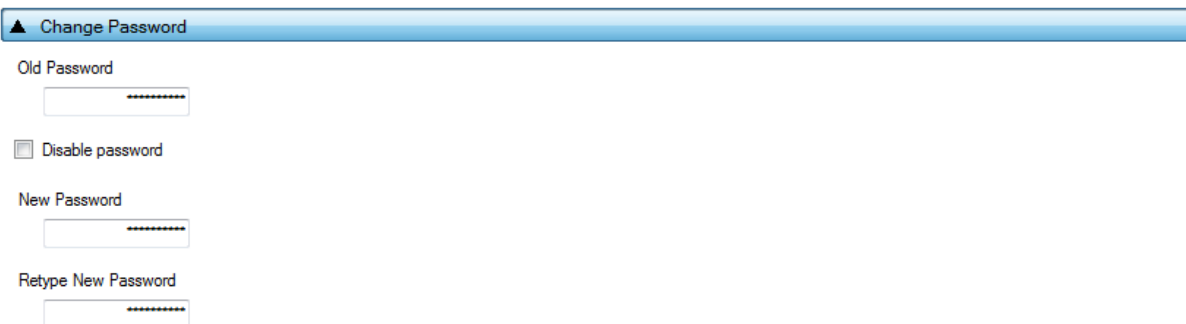 Change Password
Old Password
**********
Disable password
New Password
**********
Retype New Password
**********